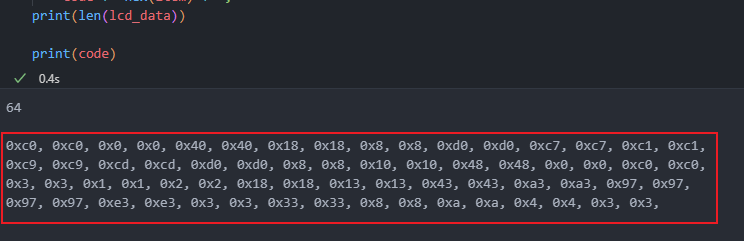 print(len(lcd_data))
print(code)
0.4s
64
0xc0, 0xc0, 0x0, 0x0, 0x40, 0x40, 0x18, 0x18, 0x8, 0x8, 0xd0, 0xd0, 0xc7, 0xc7, 0xc1, 0xc1,
0xc9, 0xc9, 0xcd, 0xcd, 0xd0, 0xd0, 0x8, 0x8, 0x10, 0x10, 0x48, 0x48, 0x0, 0x0, 0xc0, 0xc0,
0x3, 0x3, 0x1, 0x1, 0x2, 0x2, 0x18, 0x18, 0x13, 0x13, 0x43, 0x43, 0xa3, 0xa3, 0x97, 0x97,
0x97, 0x97, 0xe3, 0xe3, 0x3, 0x3, 0x33, 0x33, 0x8, 0x8, 0xa, 0xa, 0x4, 0x4, 0x3, 0x3,